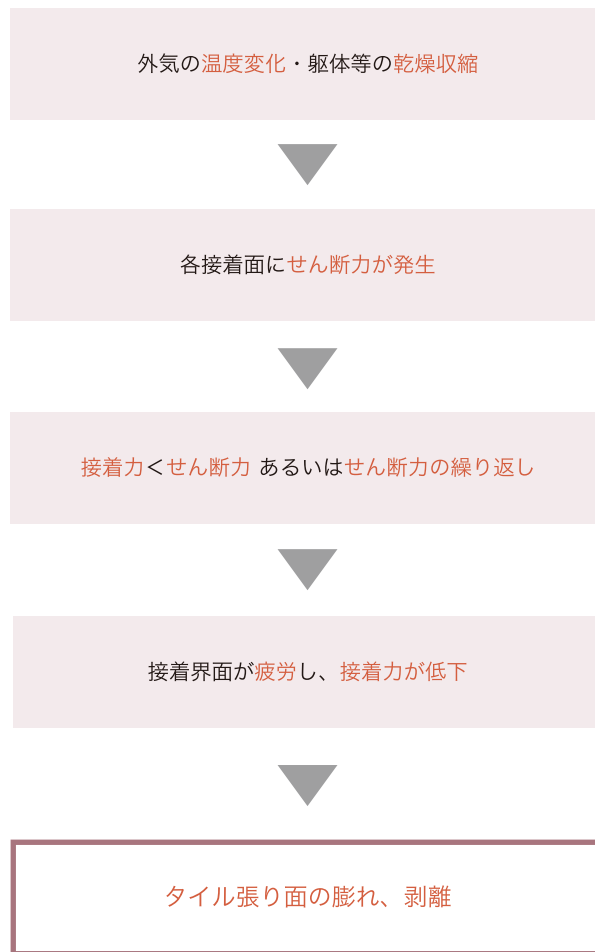 外気の温度変化・躯体等の乾燥収縮
各接着面にせん断力が発生
接着力<せん断力 あるいはせん断力の繰り返し
接着界面が疲労し、接着力が低下
タイル張り面の膨れ、剥離